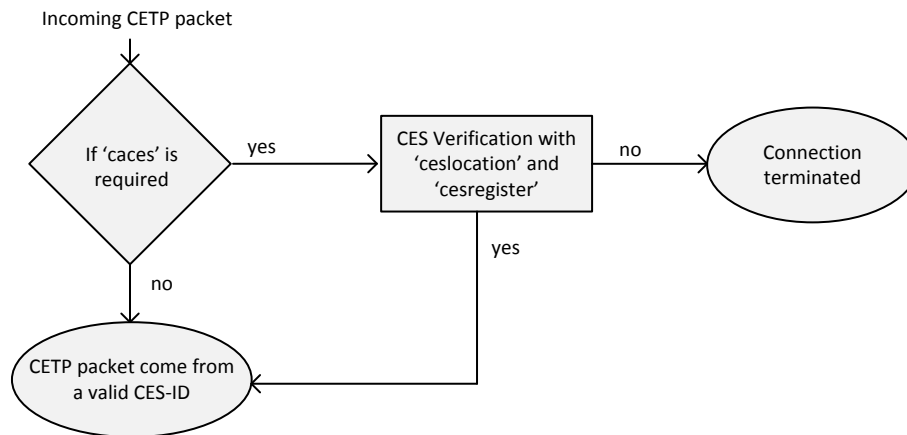 Incoming CETP packet
If ‘caces’ is
required
yes
CES Verification with
‘ceslocation’ and
‘cesregister’
no
Connection
terminated
yes
no
CETP packet come from
a valid CES-ID